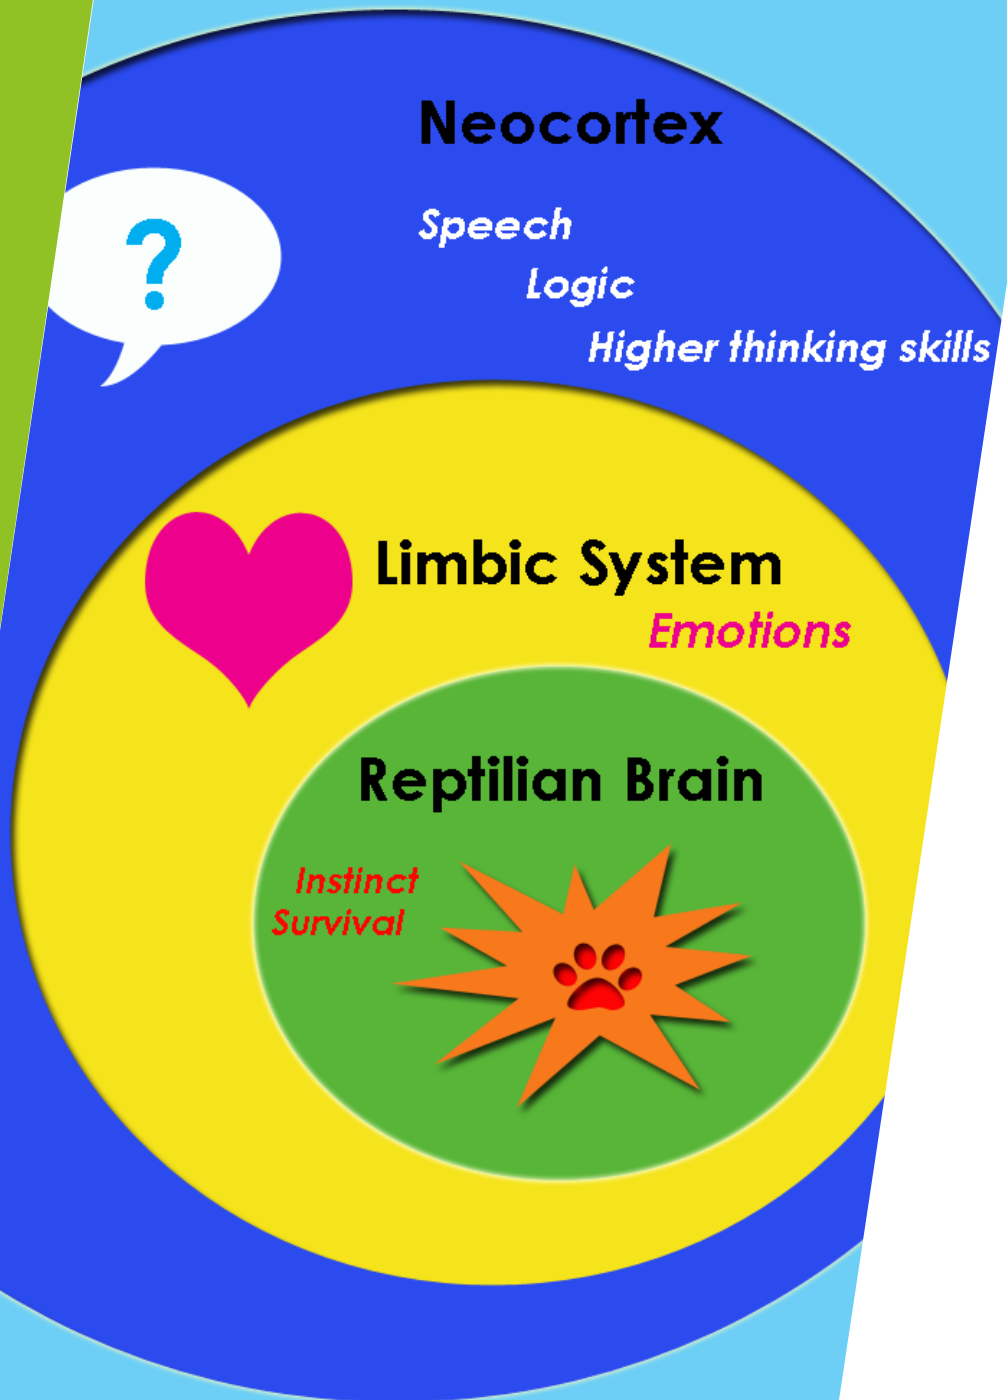 Neocortex
?
Speech
Logic
Higher thinking skills
Limbic System
Emotions
Reptilian Brain
Instinct
Survival